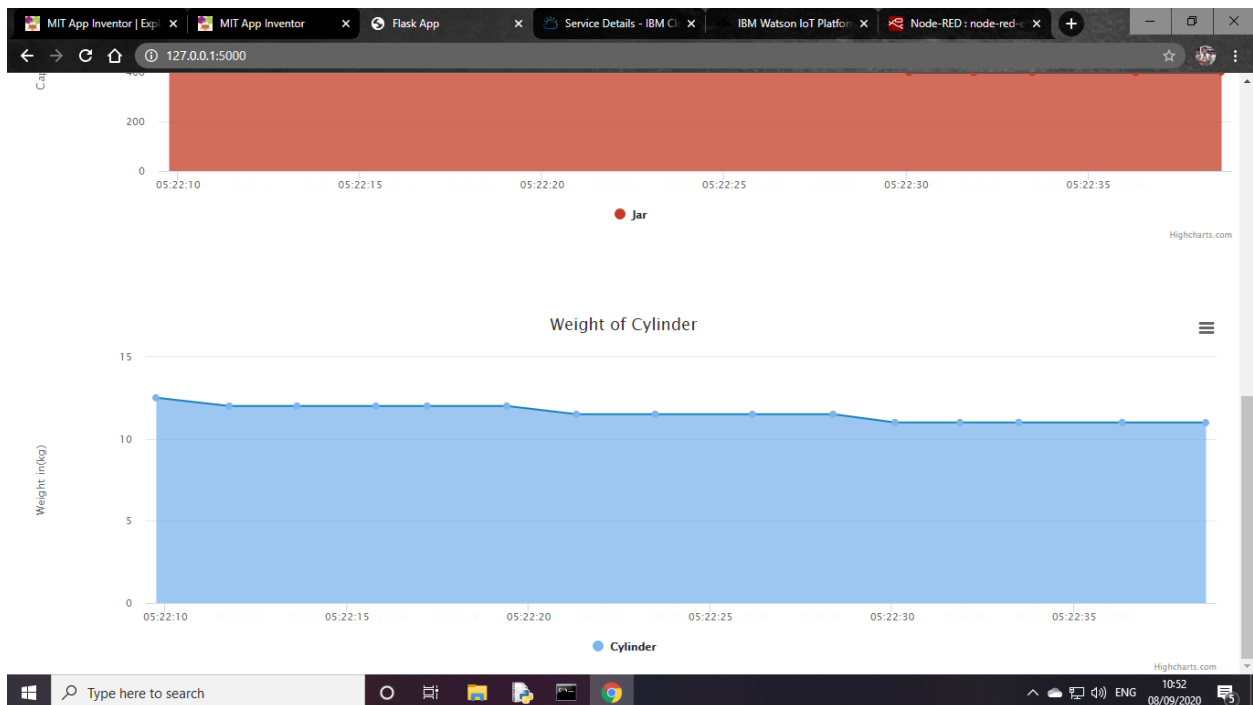 MIT App Inventor | Expl
MIT App Inventor
Flask App
Service Details - IBM Cl
IBM Watson IoT Platfon
Node-RED : node-red-e
127.0.0.1:5000
400
200
0
05:22:10 05:22:15 05:22:20 05:22:25 05:22:30 05:22:35
Jar
Highcharts.com
Weight of Cylinder
Weight in(kg)
15
10
5
0
05:22:10 05:22:15 05:22:20 05:22:25 05:22:30 05:22:35
Cylinder
Highcharts.com
Type here to search
ENG
10:52
08/09/2020
5